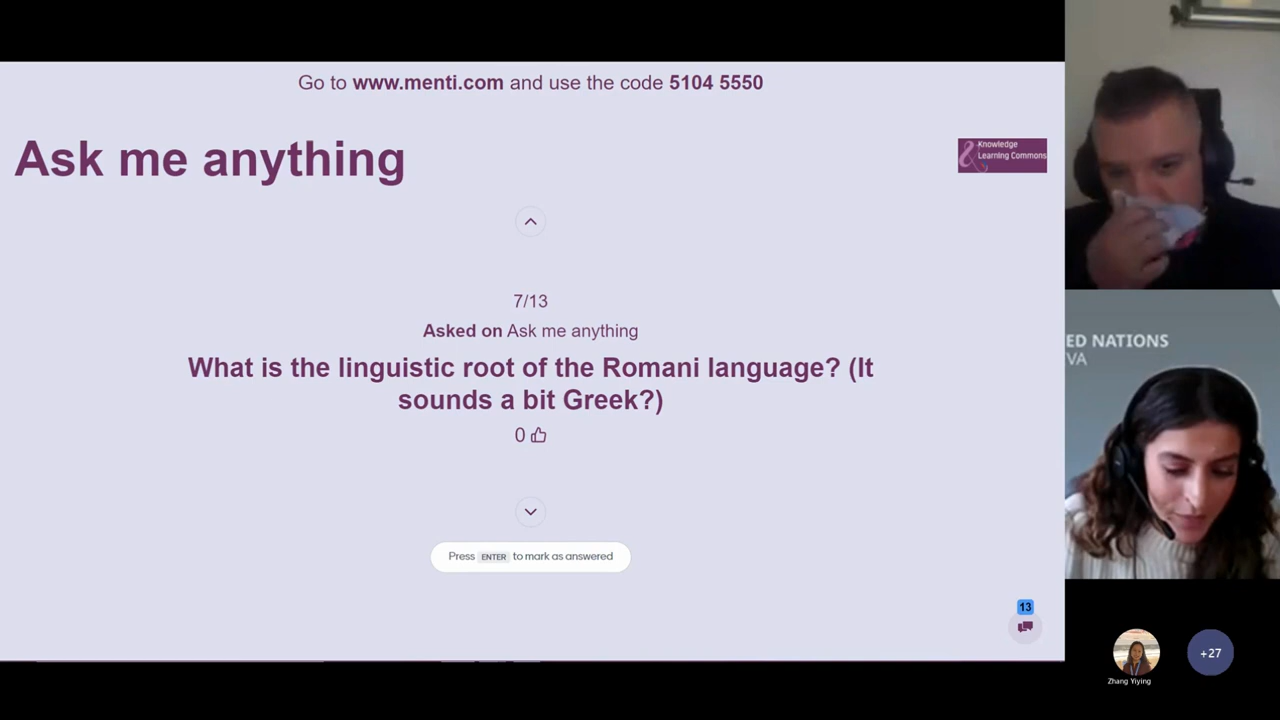 Go to www.menti.com and use the code 5104 5550
Ask me anything
Knowledge
Learning Commons
7/13
Asked on Ask me anything
What is the linguistic root of the Romani language? (It
sounds a bit Greek?)
0
Press ENTER to mark as answered
13
ED NATIONS
VA
Zhang Yiying
+27